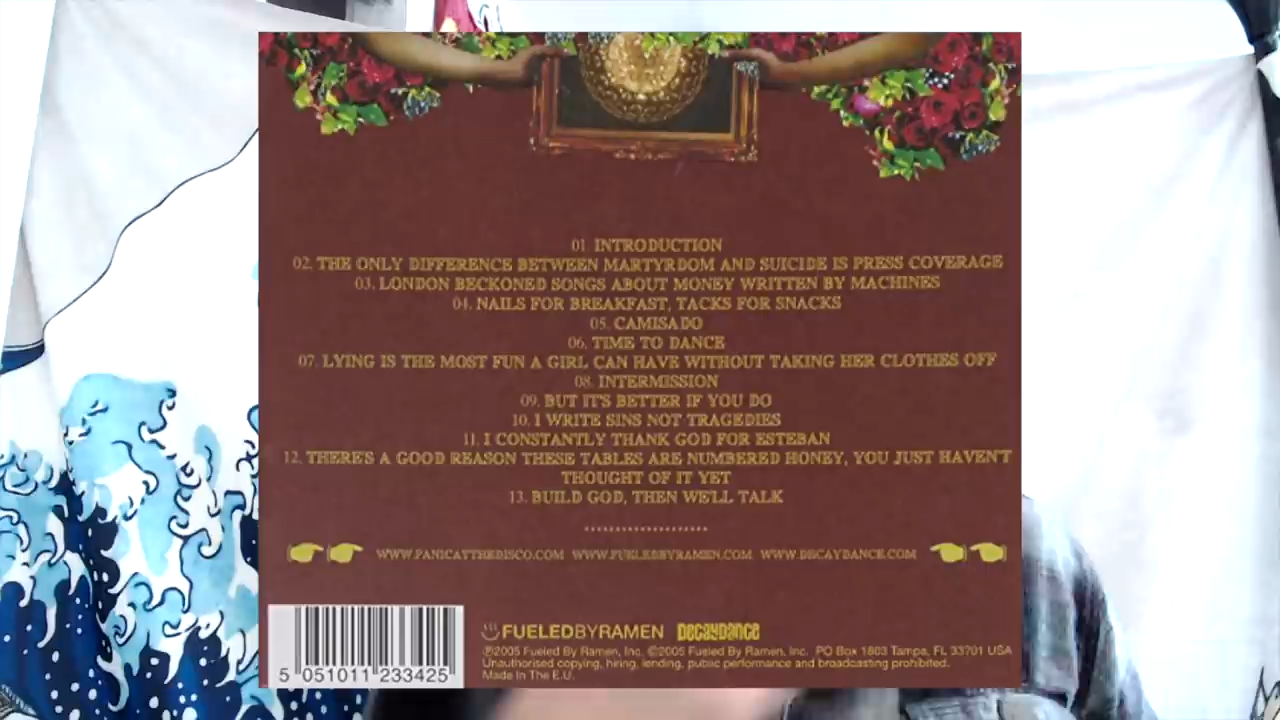 01 INTRODUCTION
02. THE ONLY DIFFERENCE BETWEEN MARTYRDOM AND SUICIDE IS PRESS COVERAGE
03. LONDON BECKONED SONGS ABOUT MONEY WRITTEN BY MACHINES
04. NAILS FOR BREAKFAST, TACKS FOR SNACKS
05. CAMISADO
06. TIME TO DANCE
07. LYING IS THE MOST FUN A GIRL CAN HAVE WITHOUT TAKING HER CLOTHES OFF
08. INTERMISSION
09. BUT IT'S BETTER IF YOU DO
10. I WRITE SINS NOT TRAGEDIES
11. I CONSTANTLY THANK GOD FOR ESTEBAN
12. THERE'S A GOOD REASON THESE TABLES ARE NUMBERED HONEY, YOU JUST HAVEN'T
THOUGHT OF IT YET
13. BUILD GOD, THEN WE'LL TALK
WWW.PANICATTHEDISCO.COM WWW.FUELEDBYRAMEN.COM WWW.DECAYDANCE.COM
FUELEDBYRAMEN DECAYDANCE
℗2005 Fueled By Ramen, Inc. ©2005 Fueled By Ramen, Inc. PO Box 1803 Tampa, FL 33701 USA
Unauthorised copying, hiring, lending, public performance and broadcasting prohibited.
Made In The E.U.
5 051011 233425